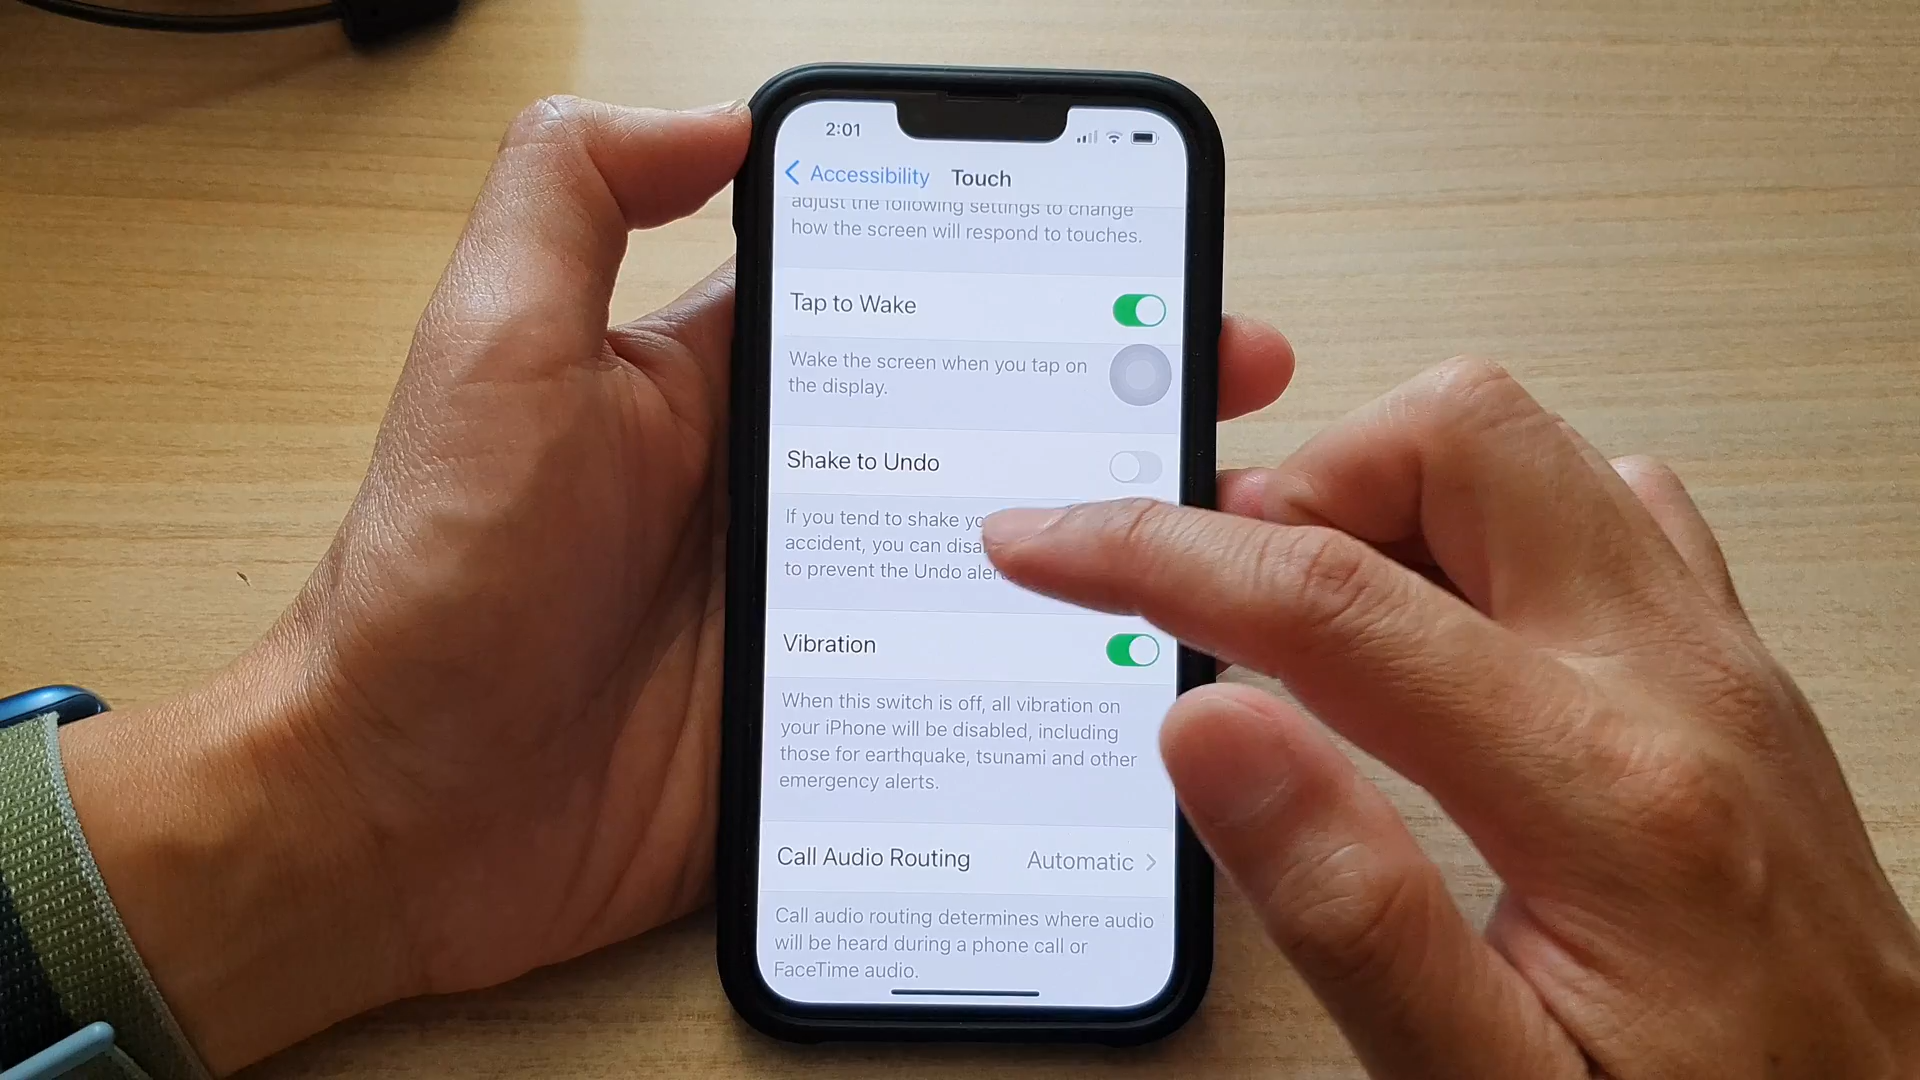 2:01
Accessibility Touch
adjust the following settings to change
how the screen will respond to touches.
Tap to Wake
Wake the screen when you tap on
the display.
Shake to Undo
If you tend to shake
accident, you can
to prevent the Undo
Vibration
When this switch is off, all vibration on
your iPhone will be disabled, including
those for earthquake, tsunami and other
emergency alerts.
Call Audio Routing Automatic
Call audio routing determines where audio
will be heard during a phone call or
FaceTime audio.